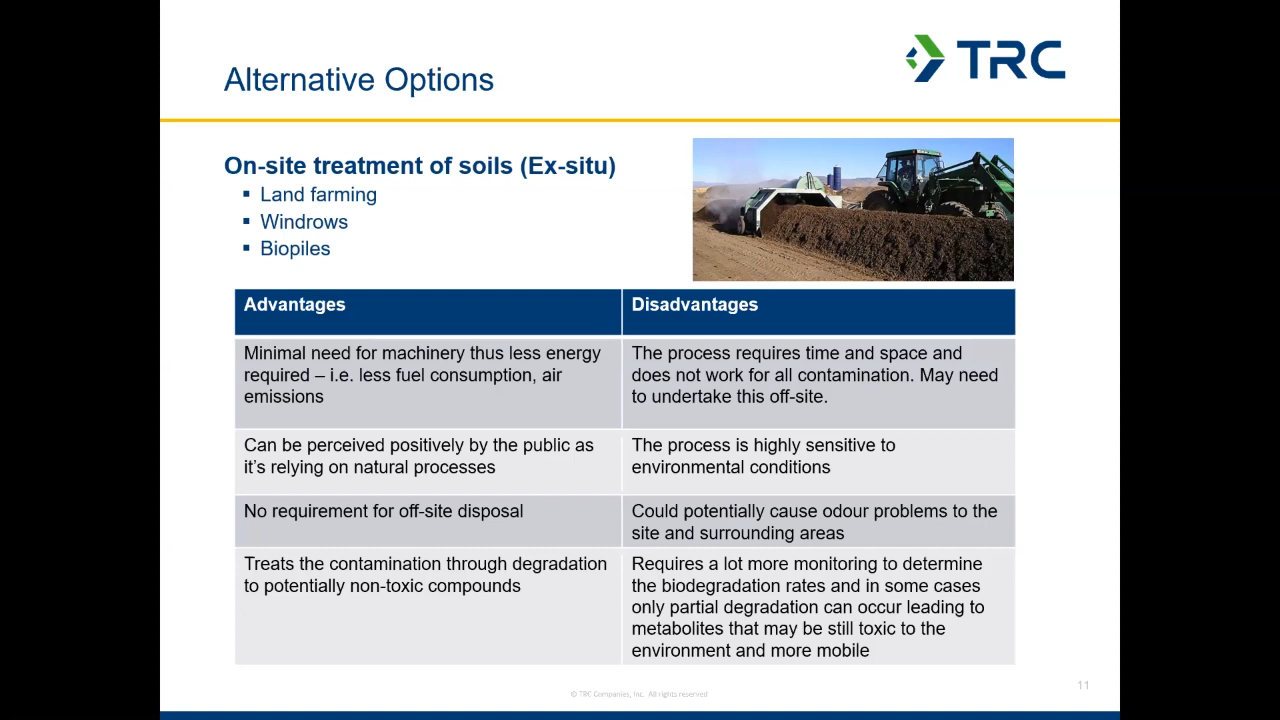 TRC
Alternative Options
On-site treatment of soils (Ex-situ)
▪ Land farming
▪ Windrows
▪ Biopiles
Advantages
Disadvantages
Minimal need for machinery thus less energy
required – i.e. less fuel consumption, air
emissions
The process requires time and space and
does not work for all contamination. May need
to undertake this off-site.
Can be perceived positively by the public as
it’s relying on natural processes
The process is highly sensitive to
environmental conditions
No requirement for off-site disposal
Could potentially cause odour problems to the
site and surrounding areas
Treats the contamination through degradation
to potentially non-toxic compounds
Requires a lot more monitoring to determine
the biodegradation rates and in some cases
only partial degradation can occur leading to
metabolites that may be still toxic to the
environment and more mobile
11
© TRC Companies, Inc. All rights reserved